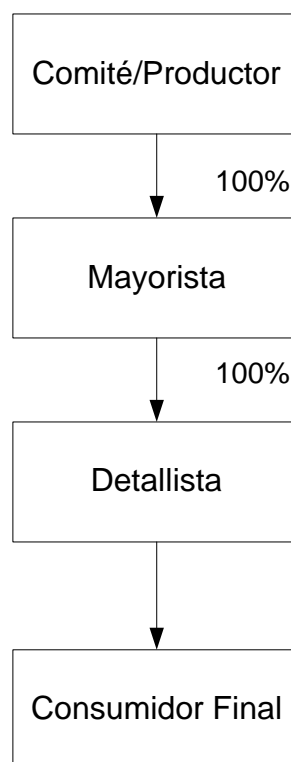 Comité/Productor
100%
Mayorista
100%
Detallista
Consumidor Final